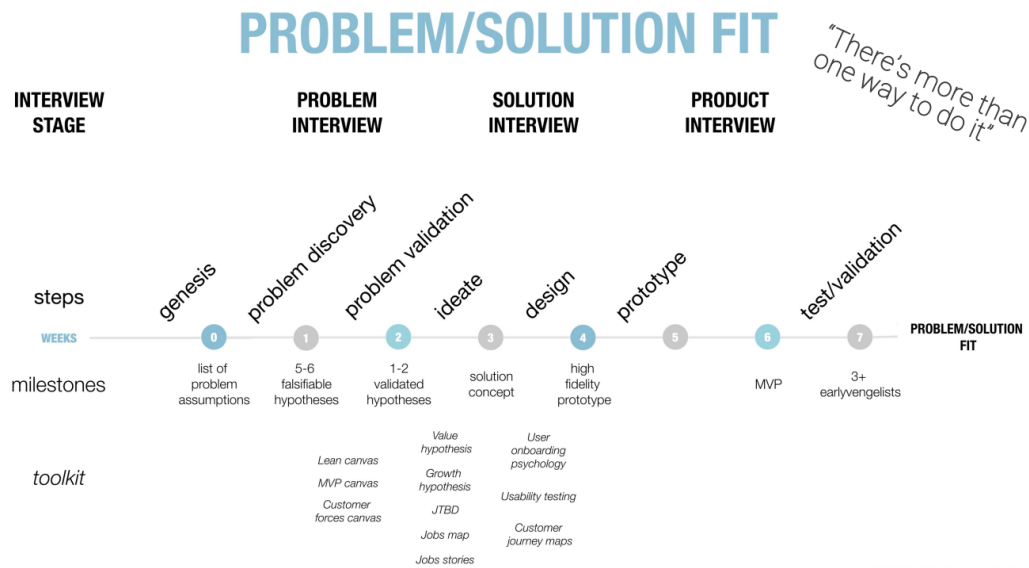 PROBLEM/SOLUTION FIT
"There's more than
one way to do it"
INTERVIEW
STAGE
PROBLEM
INTERVIEW
SOLUTION
INTERVIEW
PRODUCT
INTERVIEW
steps
genesis
problem discovery
problem validation
ideate
design
prototype
test/validation
WEEKS
0
1
2
3
4
5
6
7
PROBLEM/SOLUTION
FIT
milestones
list of
problem
assumptions
5-6
falsifiable
hypotheses
1-2
validated
hypotheses
solution
concept
high
fidelity
prototype
MVP
3+
earlyvengelists
toolkit
Lean canvas
MVP canvas
Customer
forces canvas
Value
hypothesis
Growth
hypothesis
JTBD
Jobs map
Jobs stories
User
onboarding
psychology
Usability testing
Customer
journey maps